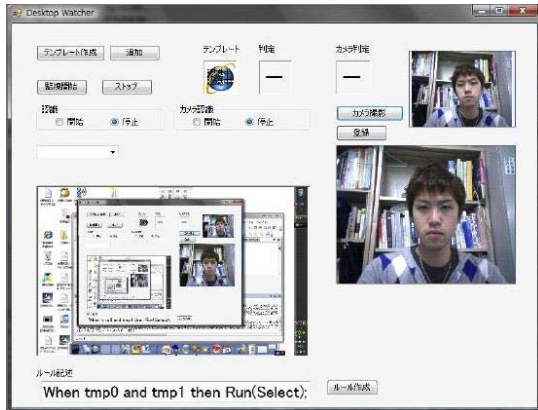 Desktop Watcher
テンプレート作成 追加 テンプレート 判定 カメラ判定
監視開始 ストップ
カメラ撮影
認識 カメラ認識
開始 停止 開始 停止
登録
ルール記述
When tmp0 and tmp1 then Run(Select);
ルール作成